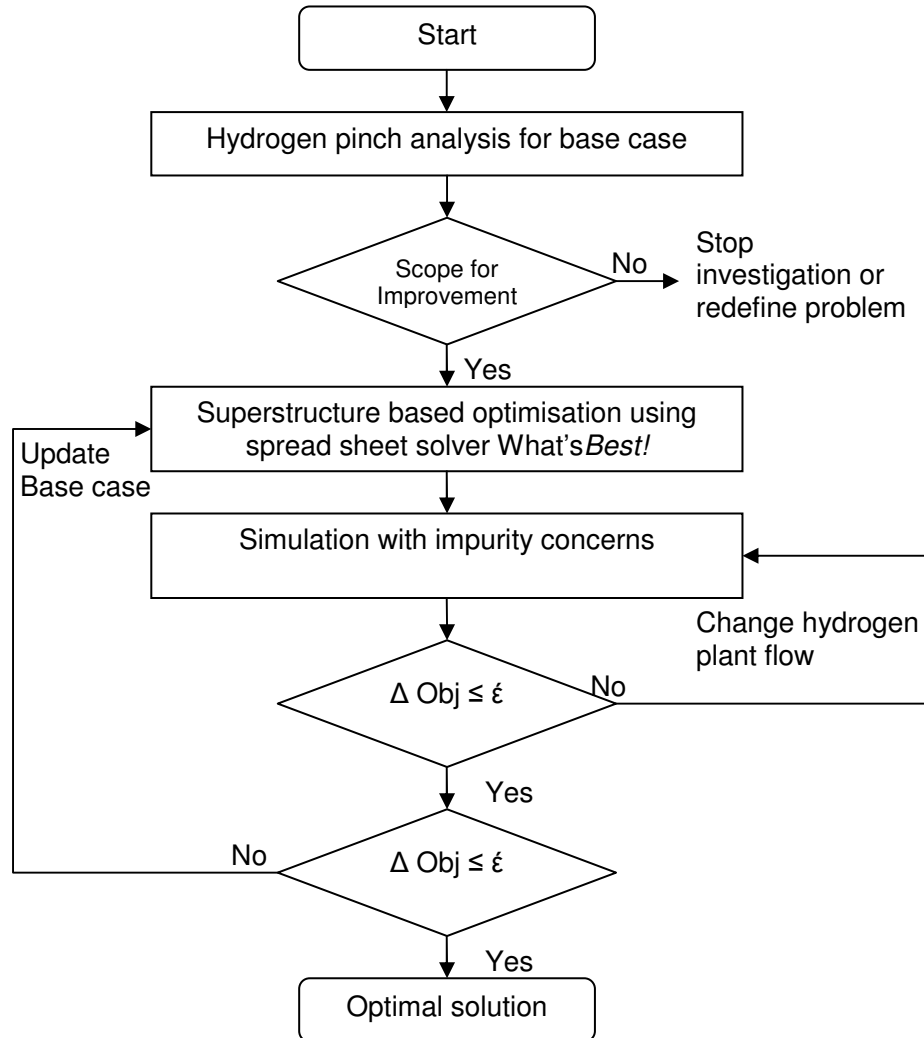 Start
Hydrogen pinch analysis for base case
Scope for
Improvement
No
Stop
investigation or
redefine problem
Yes
Superstructure based optimisation using
spread sheet solver What'sBest!
Update
Base case
Simulation with impurity concerns
Change hydrogen
plant flow
Δ Obj ≤ έ
No
Yes
Δ Obj ≤ έ
No
Yes
Optimal solution